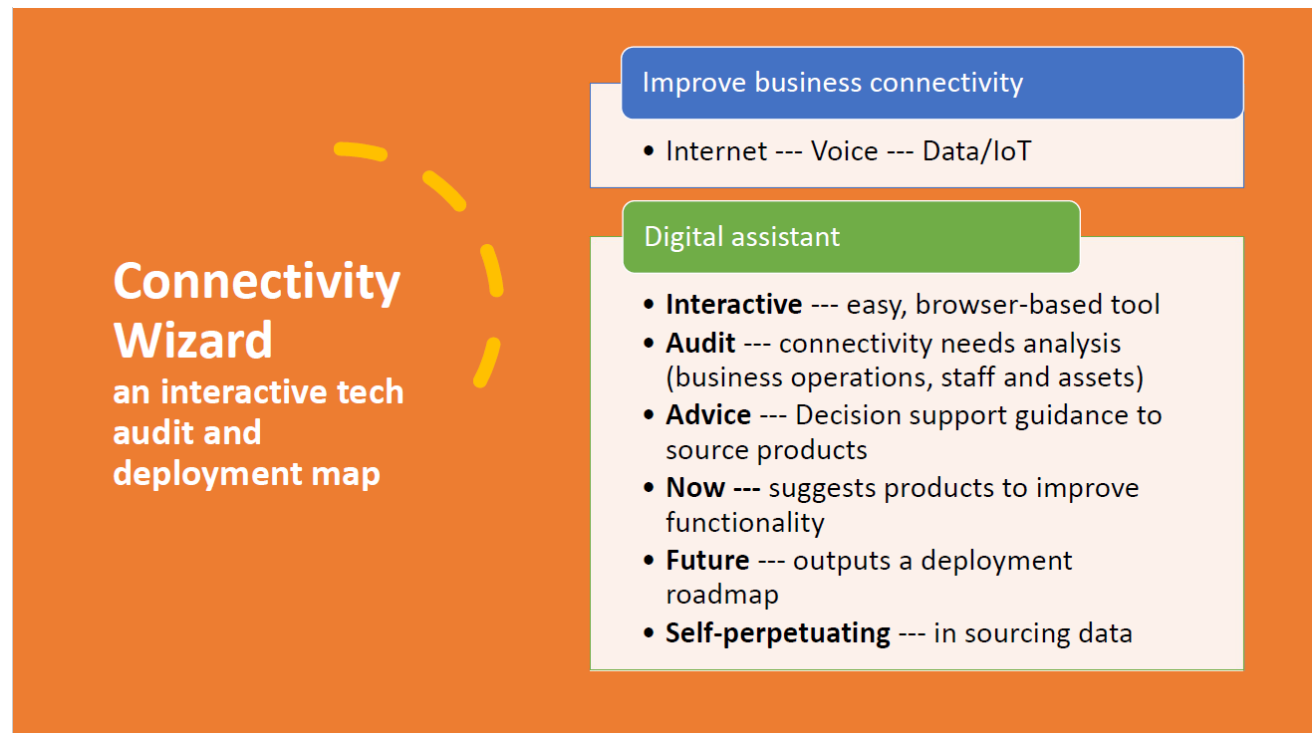 Connectivity
Wizard
an interactive tech
audit and
deployment map
Improve business connectivity
• Internet --- Voice --- Data/IoT
Digital assistant
• Interactive --- easy, browser-based tool
• Audit --- connectivity needs analysis
(business operations, staff and assets)
• Advice --- Decision support guidance to
source products
• Now --- suggests products to improve
functionality
• Future --- outputs a deployment
roadmap
• Self-perpetuating --- in sourcing data